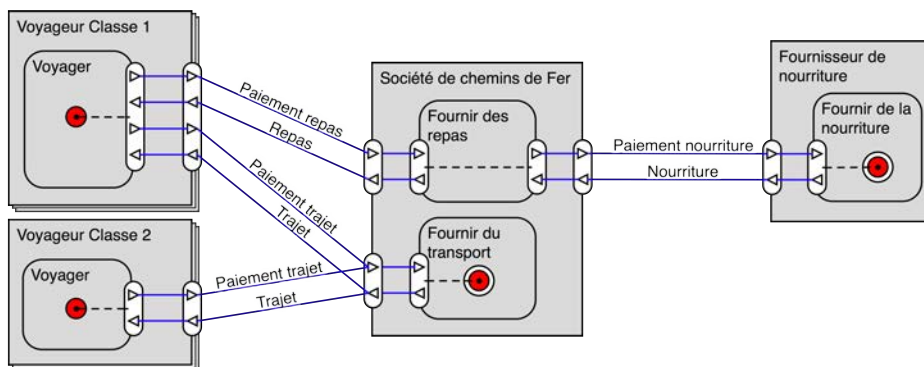 Voyageur Classe 1
Voyager
Paiement repas
Repas
Paiement trajet
Trajet
Voyageur Classe 2
Voyager
Paiement trajet
Trajet
Société de chemins de Fer
Fournir des
repas
Fournir du
transport
Paiement nourriture
Nourriture
Fournisseur de
nourriture
Fournir de la
nourriture